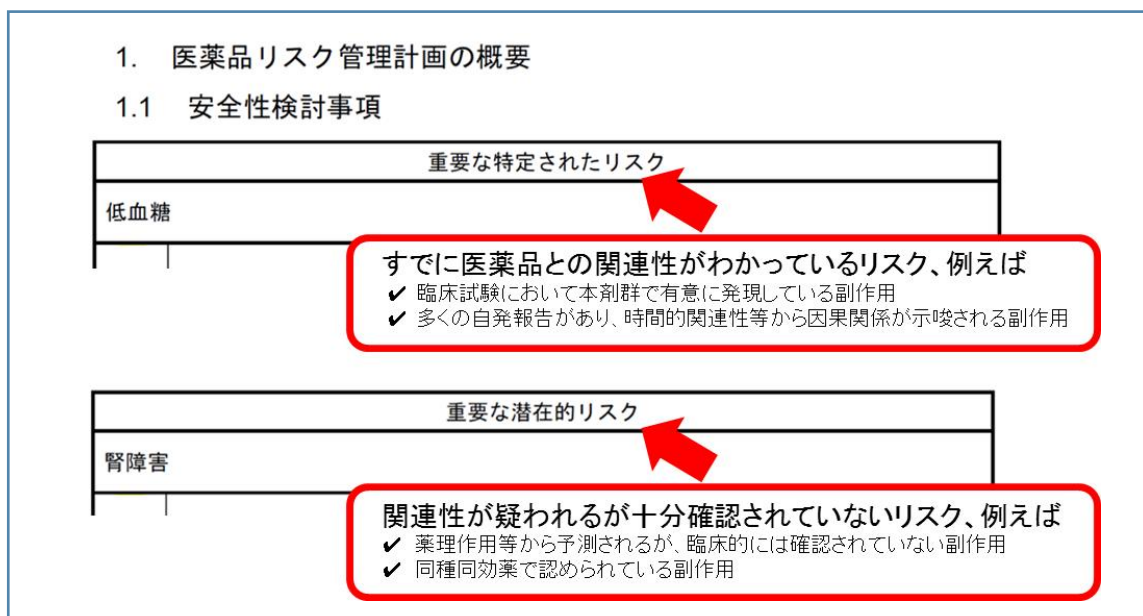 1. 医薬品リスク管理計画の概要
1.1 安全性検討事項
重要な特定されたリスク
低血糖
すでに医薬品との関連性がわかっているリスク、例えば
✔ 臨床試験において本剤群で有意に発現している副作用
✔ 多くの自発報告があり、時間的関連性等から因果関係が示唆される副作用
重要な潜在的リスク
腎障害
関連性が疑われるが十分確認されていないリスク、例えば
✔ 薬理作用等から予測されるが、臨床的には確認されていない副作用
✔ 同種同効薬で認められている副作用